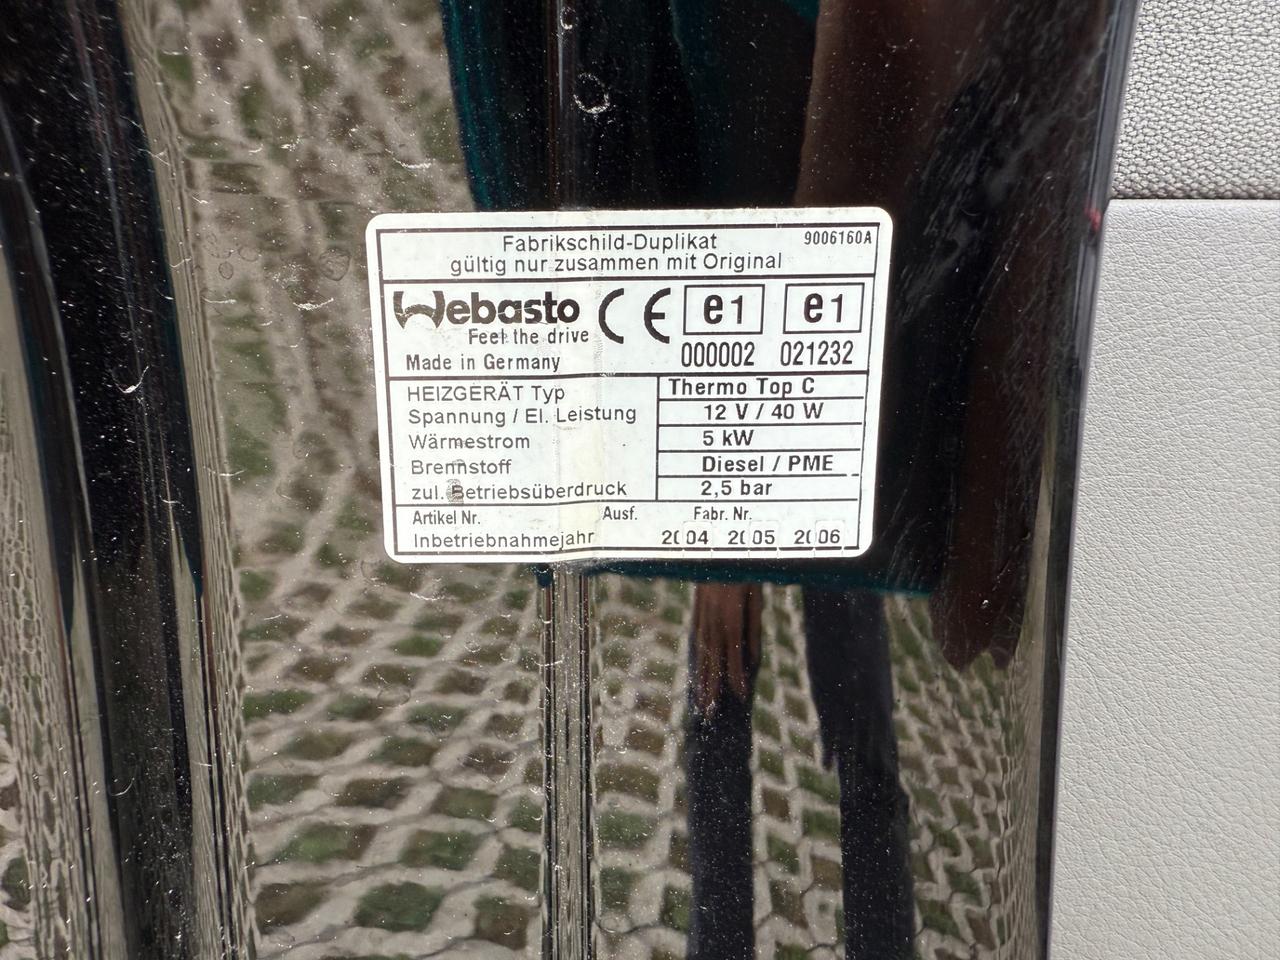 Fabrikschild-Duplikat 9006160A
gültig nur zusammen mit Original
Webasto CE e1 e1
Feel the drive
Made in Germany 000002 021232
HEIZGERÄT Typ Thermo Top C
Spannung / El. Leistung 12 V / 40 W
Wärmestrom 5 kW
Brennstoff Diesel / PME
zul. Betriebsüberdruck 2,5 bar
Artikel Nr. Ausf. Fabr. Nr.
Inbetriebnahmejahr 2004 2005 2006